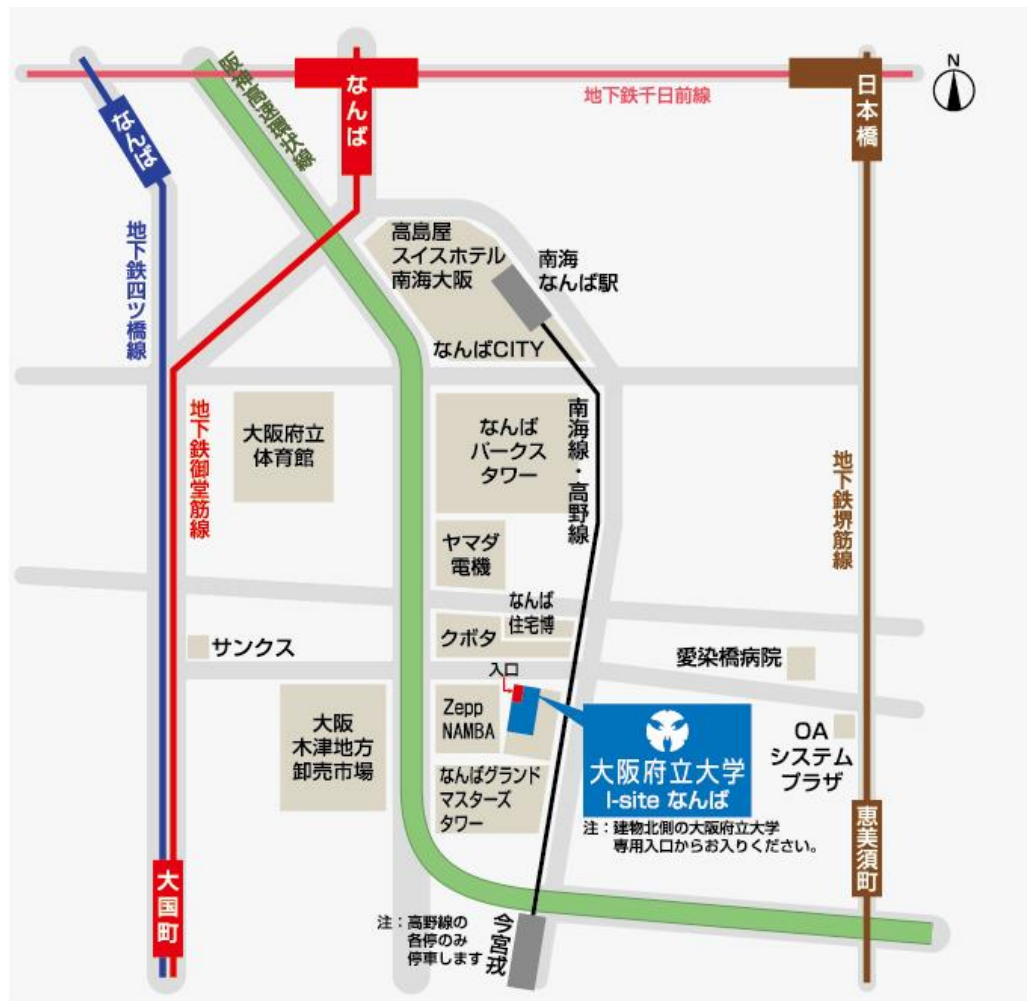 N
なんば
地下鉄千日前線
日本橋
阪神高速環状線
なんば
地下鉄四ツ橋線
高島屋
スイスホテル
南海大阪
南海
なんば駅
なんばCITY
地下鉄御堂筋線
大阪府立
体育館
なんば
パークス
タワー
南海線・高野線
地下鉄堺筋線
ヤマダ
電機
なんば
住宅博
クボタ
サンクス
愛染橋病院
入口
Zepp
NAMBA
大阪
木津地方
卸売市場
大阪府立大学
I-site なんば
OA
システム
プラザ
なんばグランド
マスターズ
タワー
注：建物北側の大阪府立大学
専用入口からお入りください。
恵美須町
大国町
注：高野線の
各停のみ
停車します
今宮戎